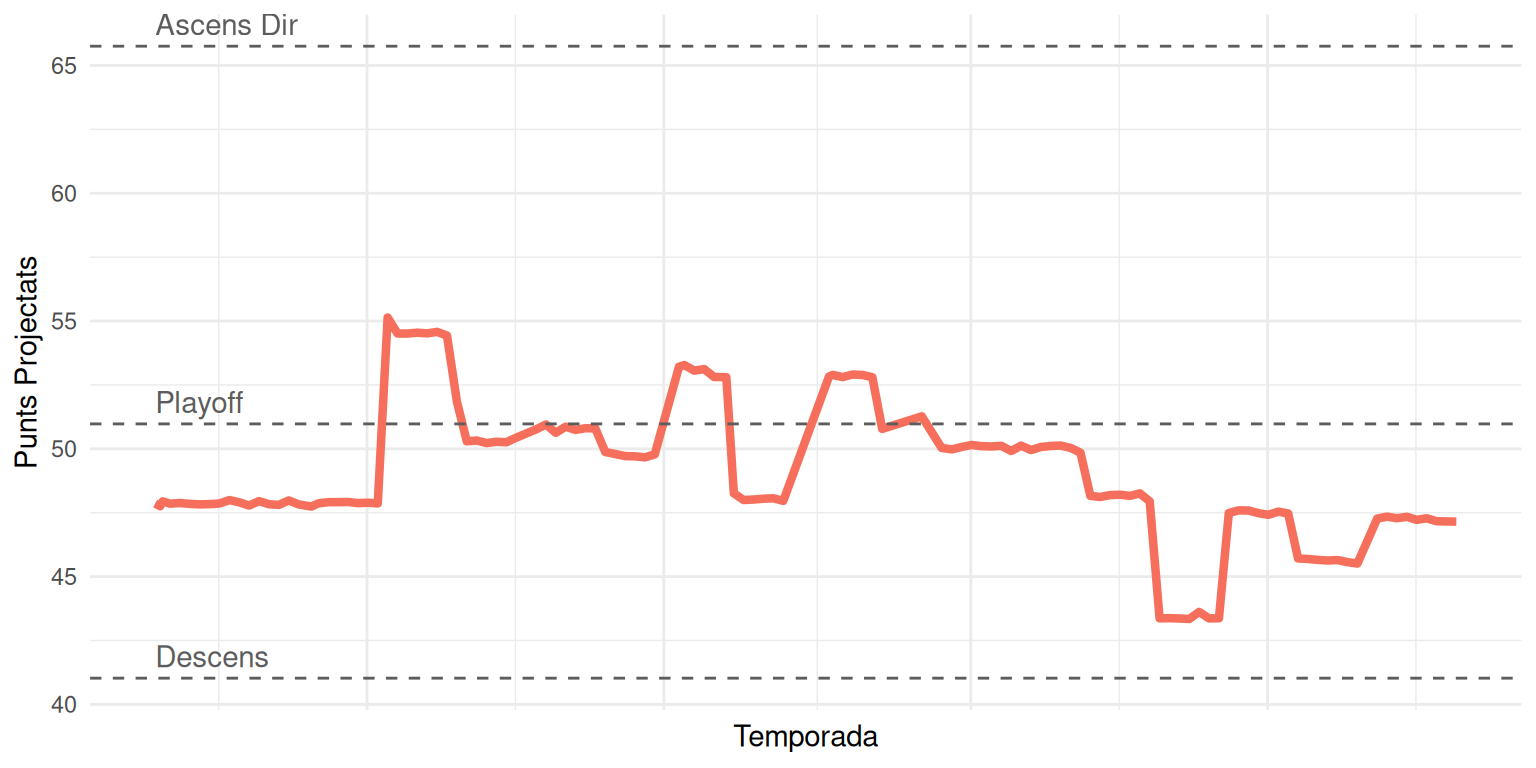 Ascens Dir
65
60
55
Playoff
50
45
Descens
40
Punts Projectats
Temporada